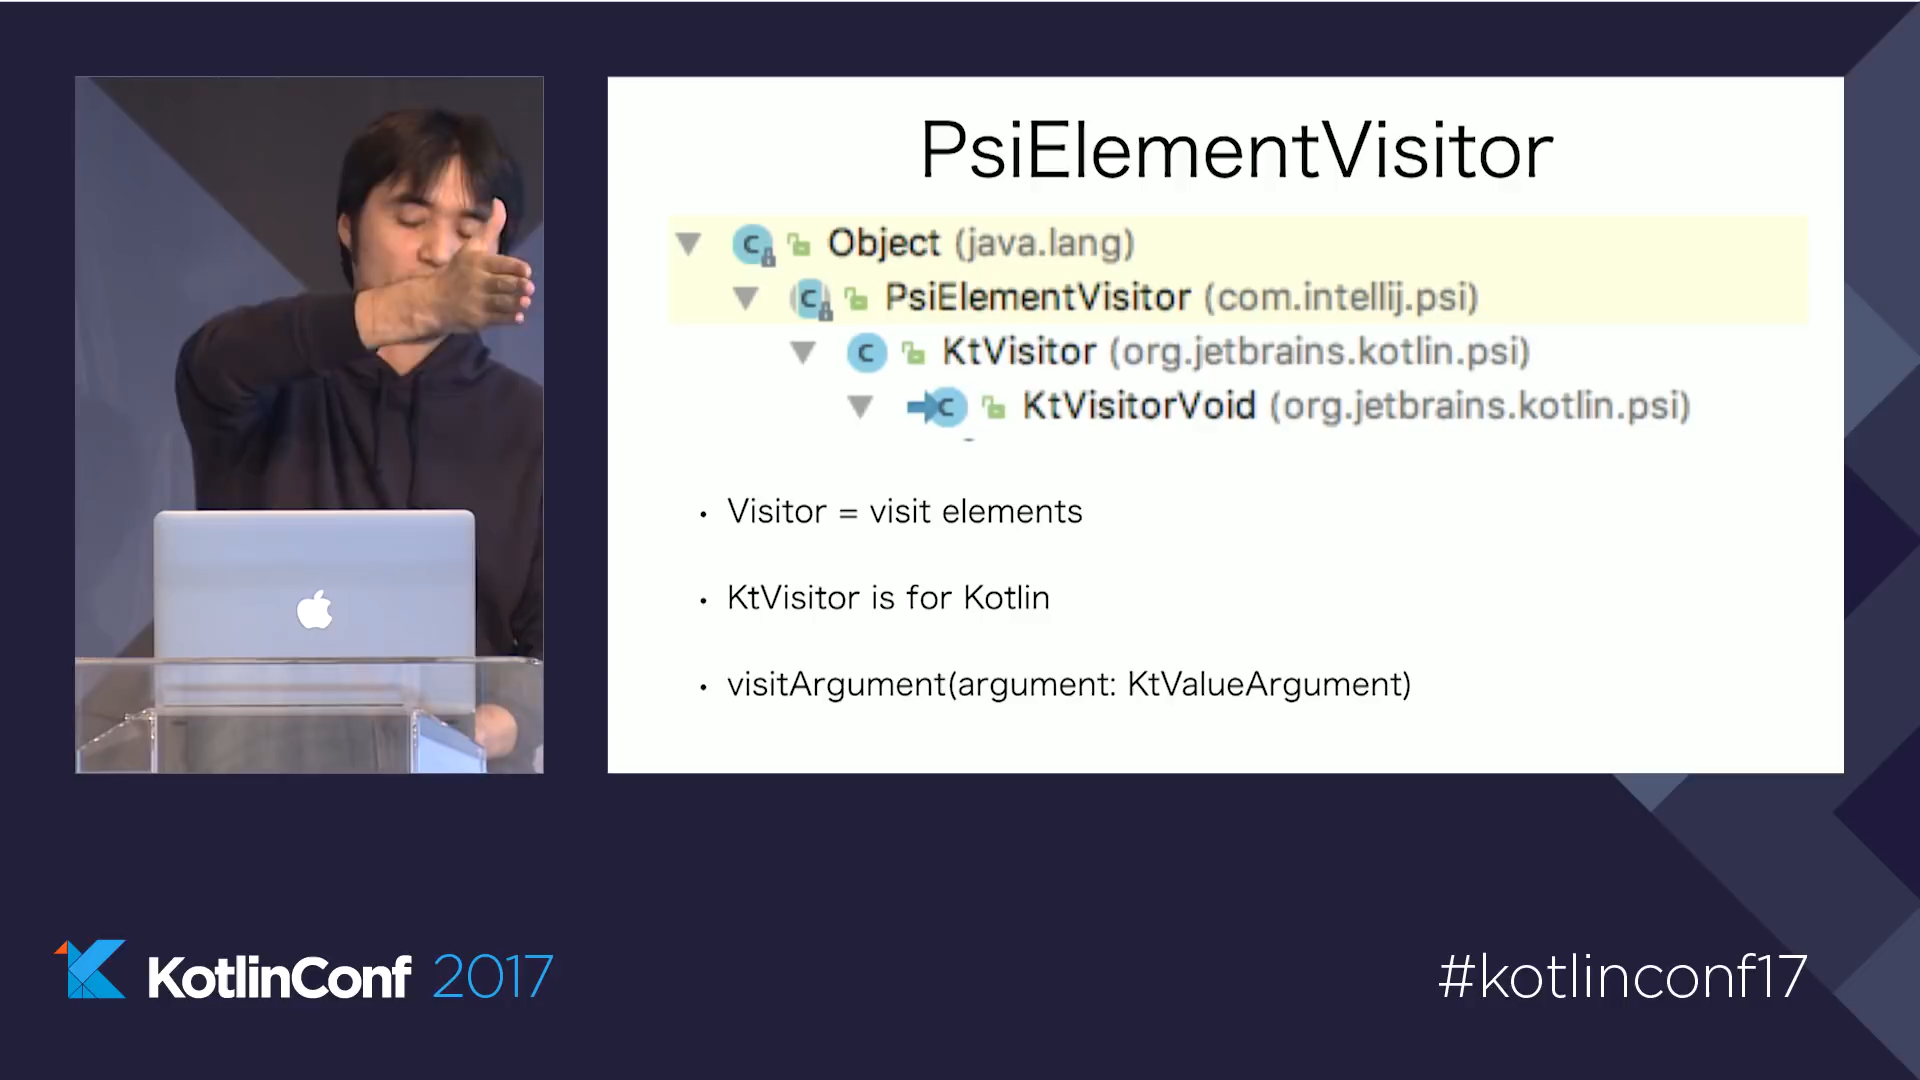 PsiElementVisitor
Object (java.lang)
PsiElementVisitor (com.intellij.psi)
KtVisitor (org.jetbrains.kotlin.psi)
KtVisitorVoid (org.jetbrains.kotlin.psi)
• Visitor = visit elements
• KtVisitor is for Kotlin
• visitArgument(argument: KtValueArgument)
KotlinConf 2017
#kotlinconf17